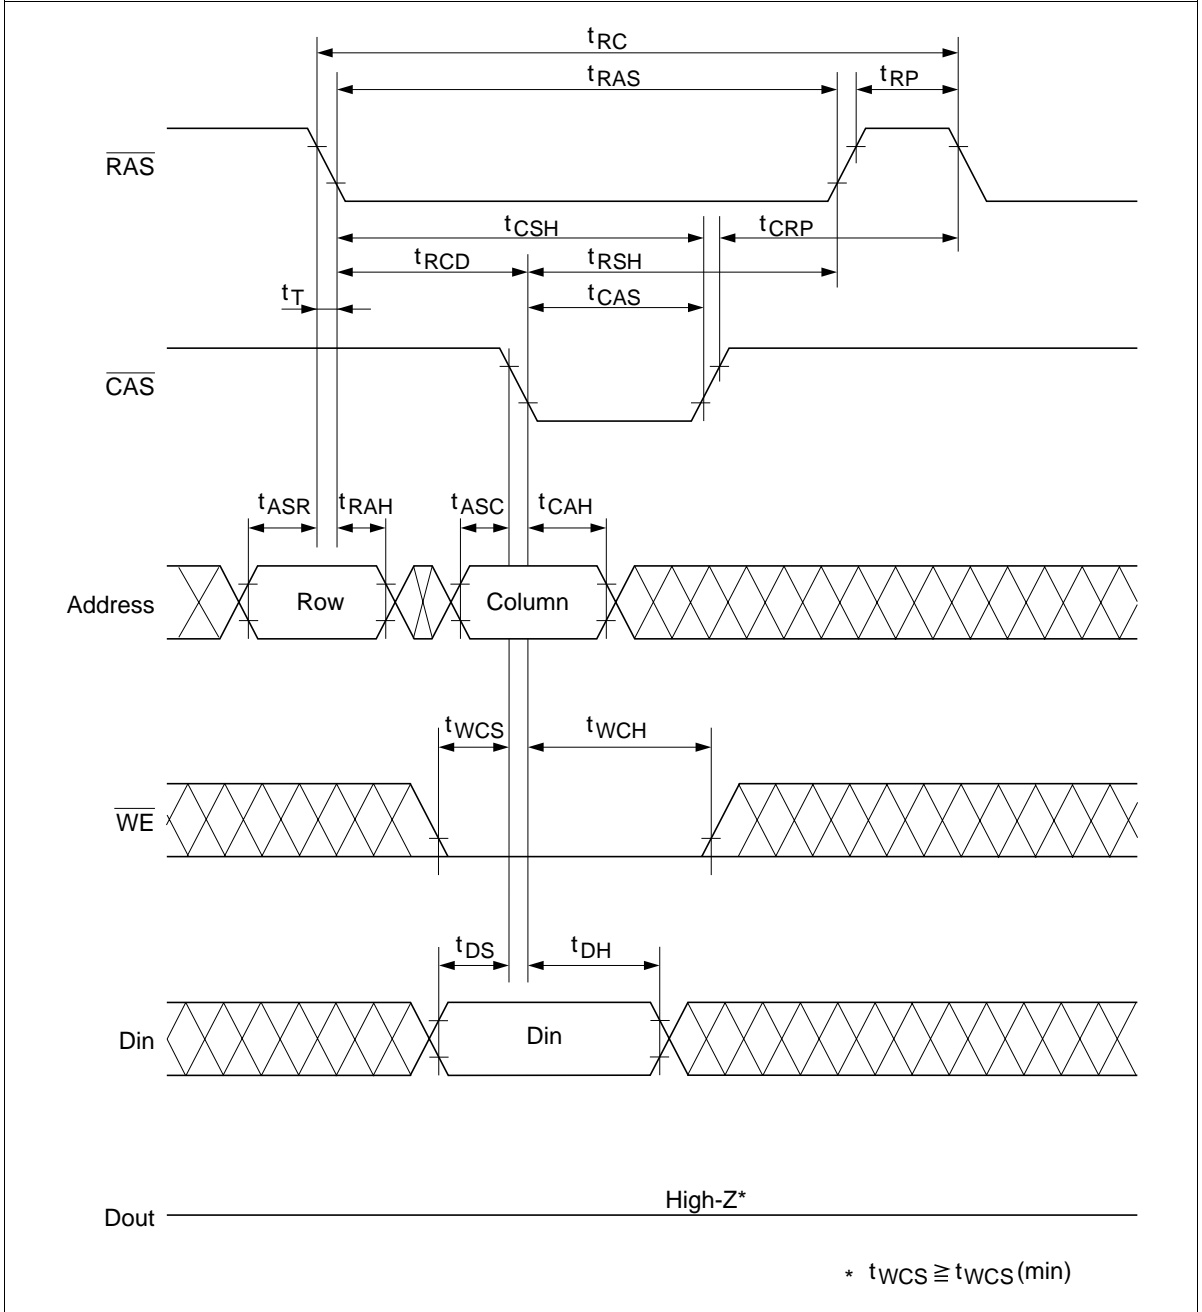 tRC
tRAS
tRP
RAS
tCSH
tCRP
tRCD
tRSH
tT
tCAS
CAS
tASR
tRAH
tASC
tCAH
Address
Row
Column
tWCS
tWCH
WE
tDS
tDH
Din
Din
High-Z*
Dout
* tWCS ≧ tWCS(min)